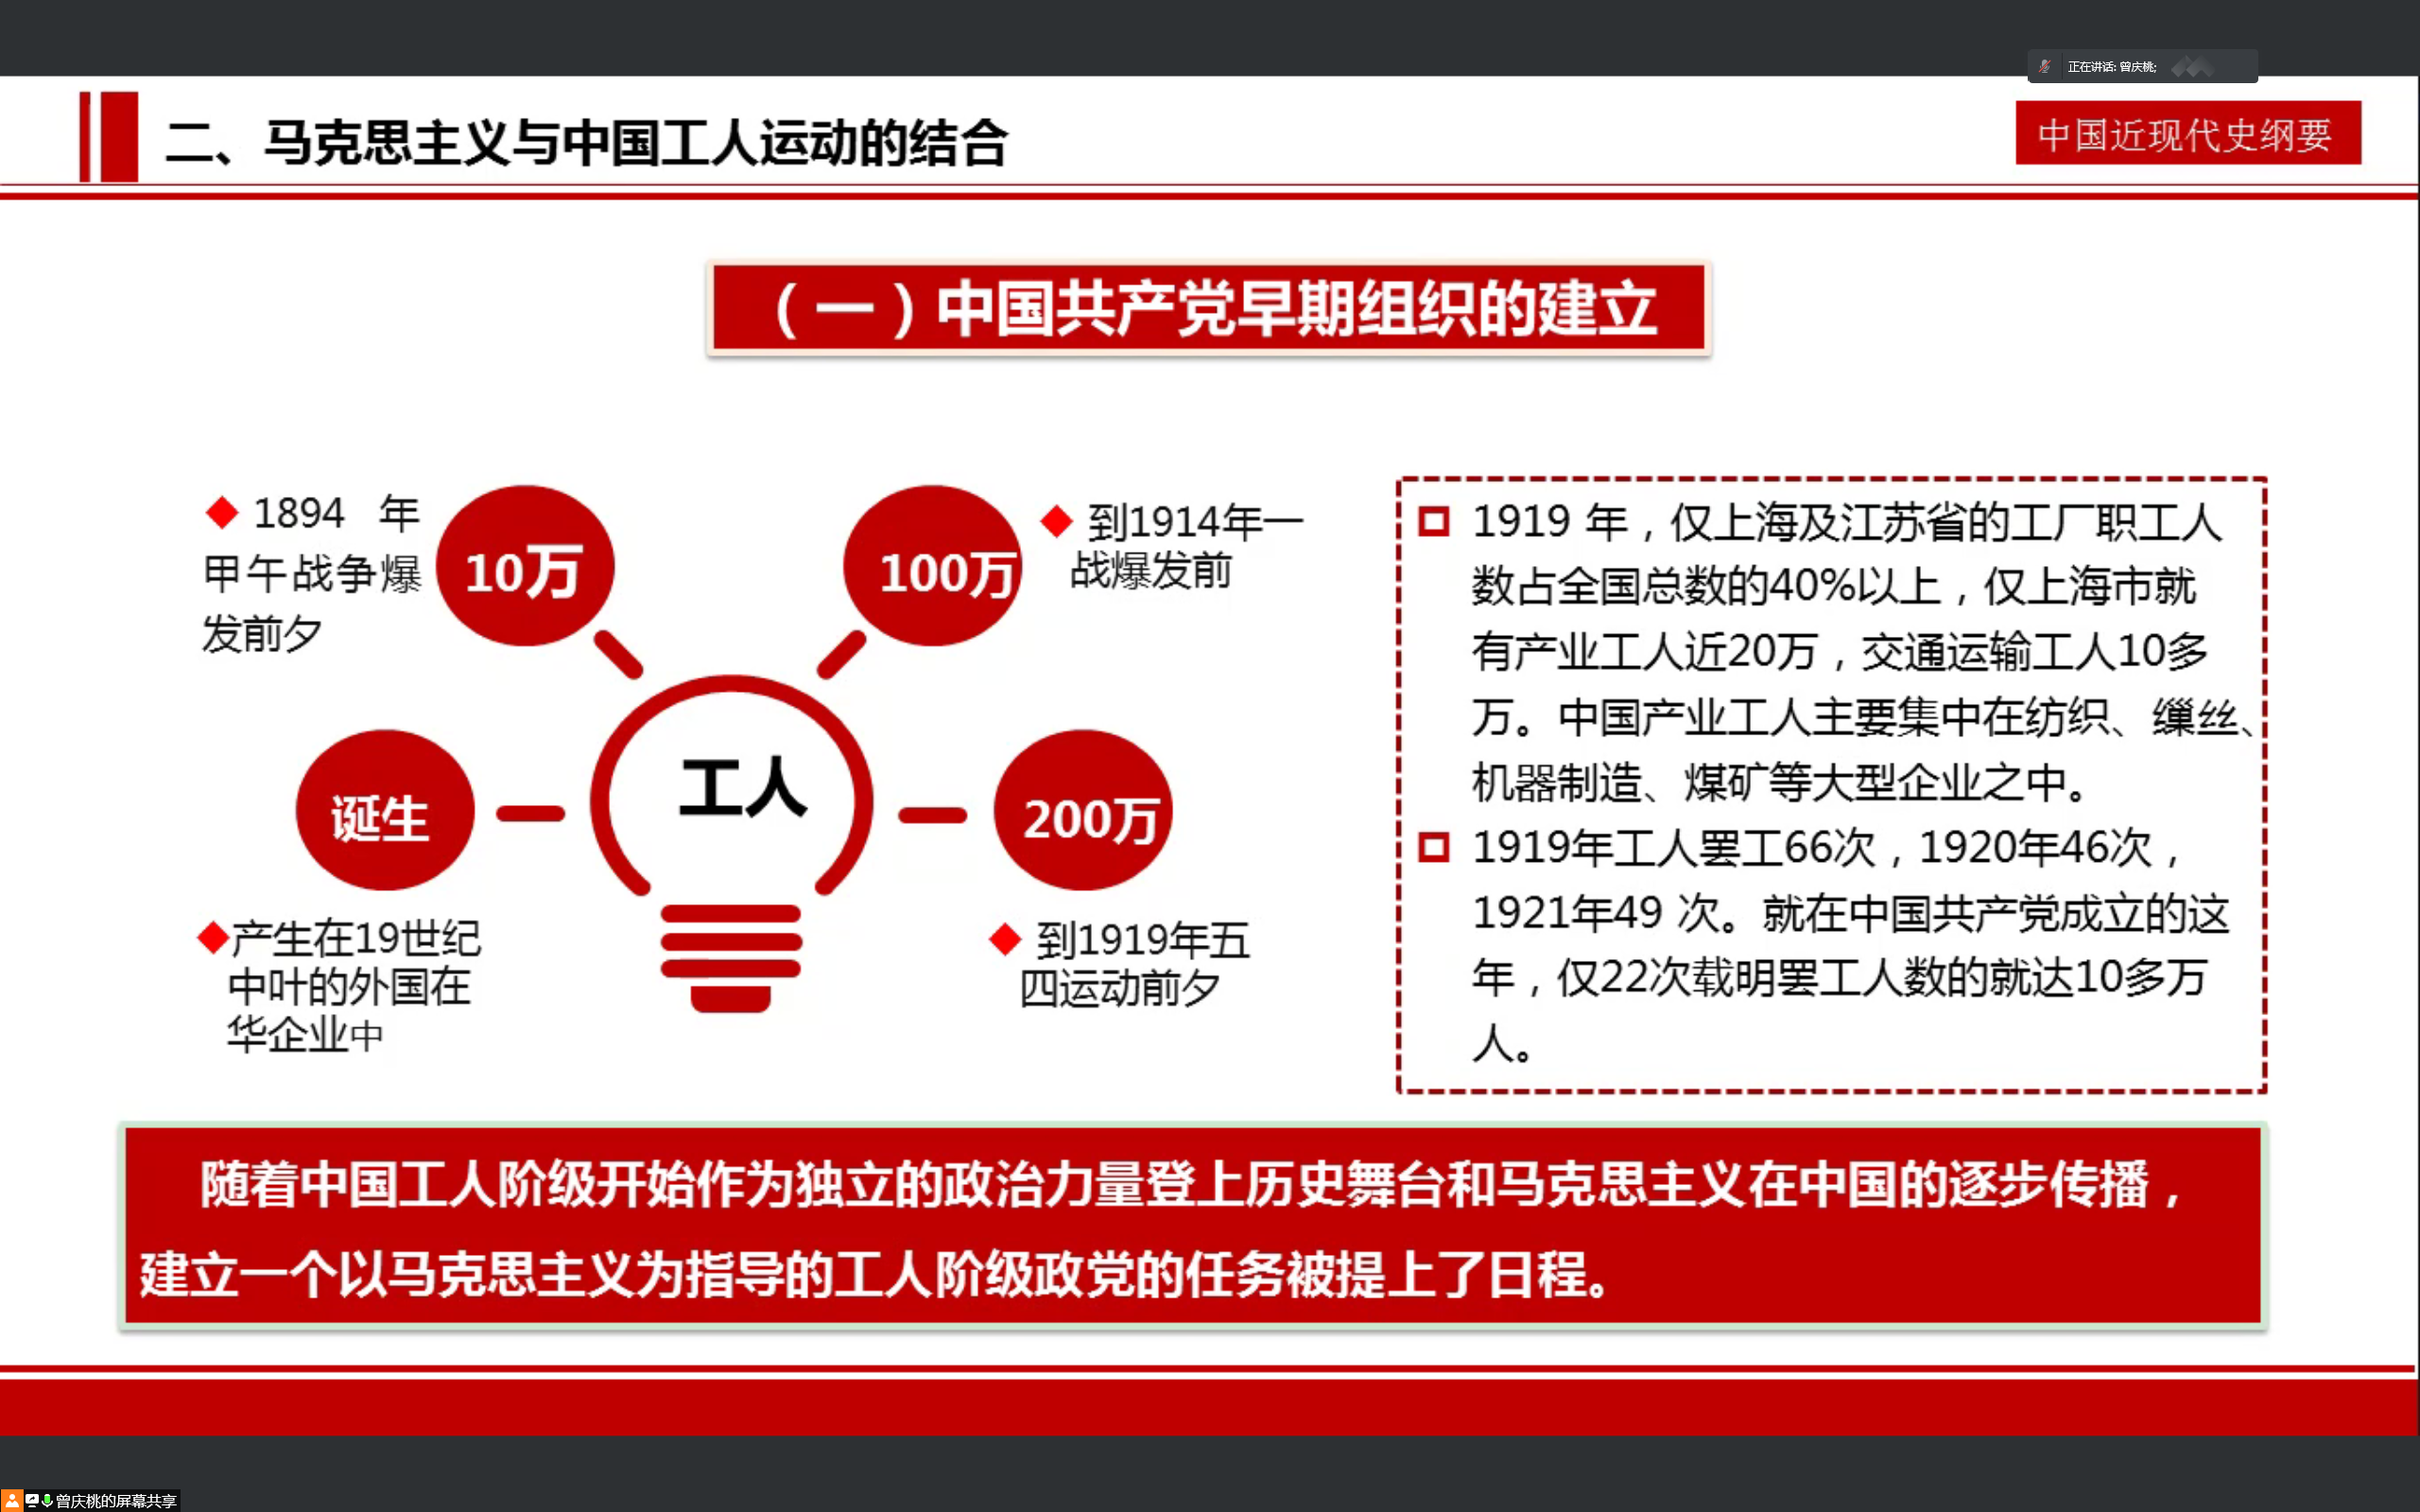 正在讲话: 曾庆桃;
二、马克思主义与中国工人运动的结合
中国近现代史纲要
（一）中国共产党早期组织的建立
1894 年
甲午战争爆
发前夕
10万
100万
到1914年一
战爆发前
诞生
工人
200万
产生在19世纪
中叶的外国在
华企业中
到1919年五
四运动前夕
1919 年，仅上海及江苏省的工厂职工人
数占全国总数的40%以上，仅上海市就
有产业工人近20万，交通运输工人10多
万。中国产业工人主要集中在纺织、缫丝、
机器制造、煤矿等大型企业之中。
1919年工人罢工66次，1920年46次，
1921年49 次。就在中国共产党成立的这
年，仅22次载明罢工人数的就达10多万
人。
随着中国工人阶级开始作为独立的政治力量登上历史舞台和马克思主义在中国的逐步传播，
建立一个以马克思主义为指导的工人阶级政党的任务被提上了日程。
曾庆桃的屏幕共享